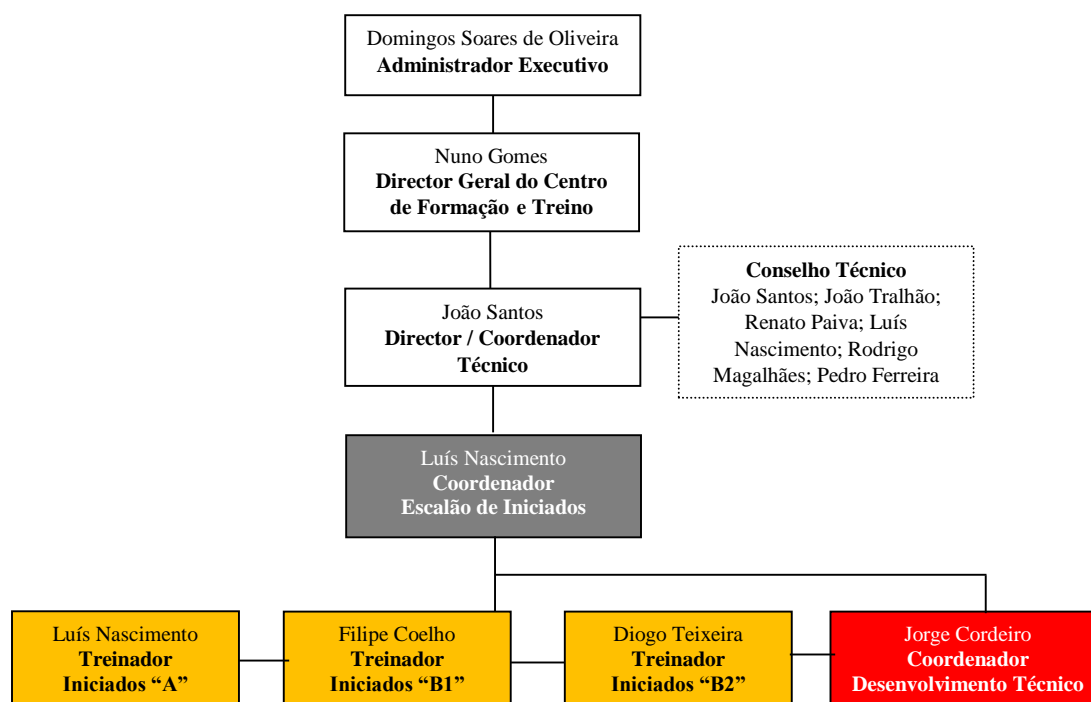 Domingos Soares de Oliveira
Administrador Executivo
Nuno Gomes
Director Geral do Centro
de Formação e Treino
Conselho Técnico
João Santos; João Tralhão;
Renato Paiva; Luís
Nascimento; Rodrigo
Magalhães; Pedro Ferreira
João Santos
Director / Coordenador
Técnico
Luís Nascimento
Coordenador
Escalão de Iniciados
Luís Nascimento
Treinador
Iniciados “A”
Filipe Coelho
Treinador
Iniciados “B1”
Diogo Teixeira
Treinador
Iniciados “B2”
Jorge Cordeiro
Coordenador
Desenvolvimento Técnico